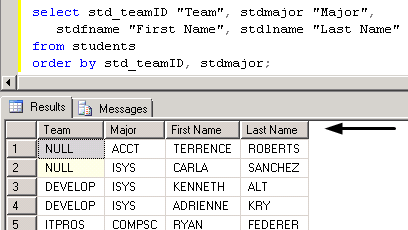 select std_teamID "Team", stdmajor "Major",
stdfname "First Name", stdlname "Last Name"
from students
order by std_teamID, stdmajor;
Results Messages
Team Major First Name Last Name
1 NULL ACCT TERRENCE ROBERTS
2 NULL ISYS CARLA SANCHEZ
3 DEVELOP ISYS KENNETH ALT
4 DEVELOP ISYS ADRIENNE KRY
5 ITPROS COMPSC RYAN FEDERER